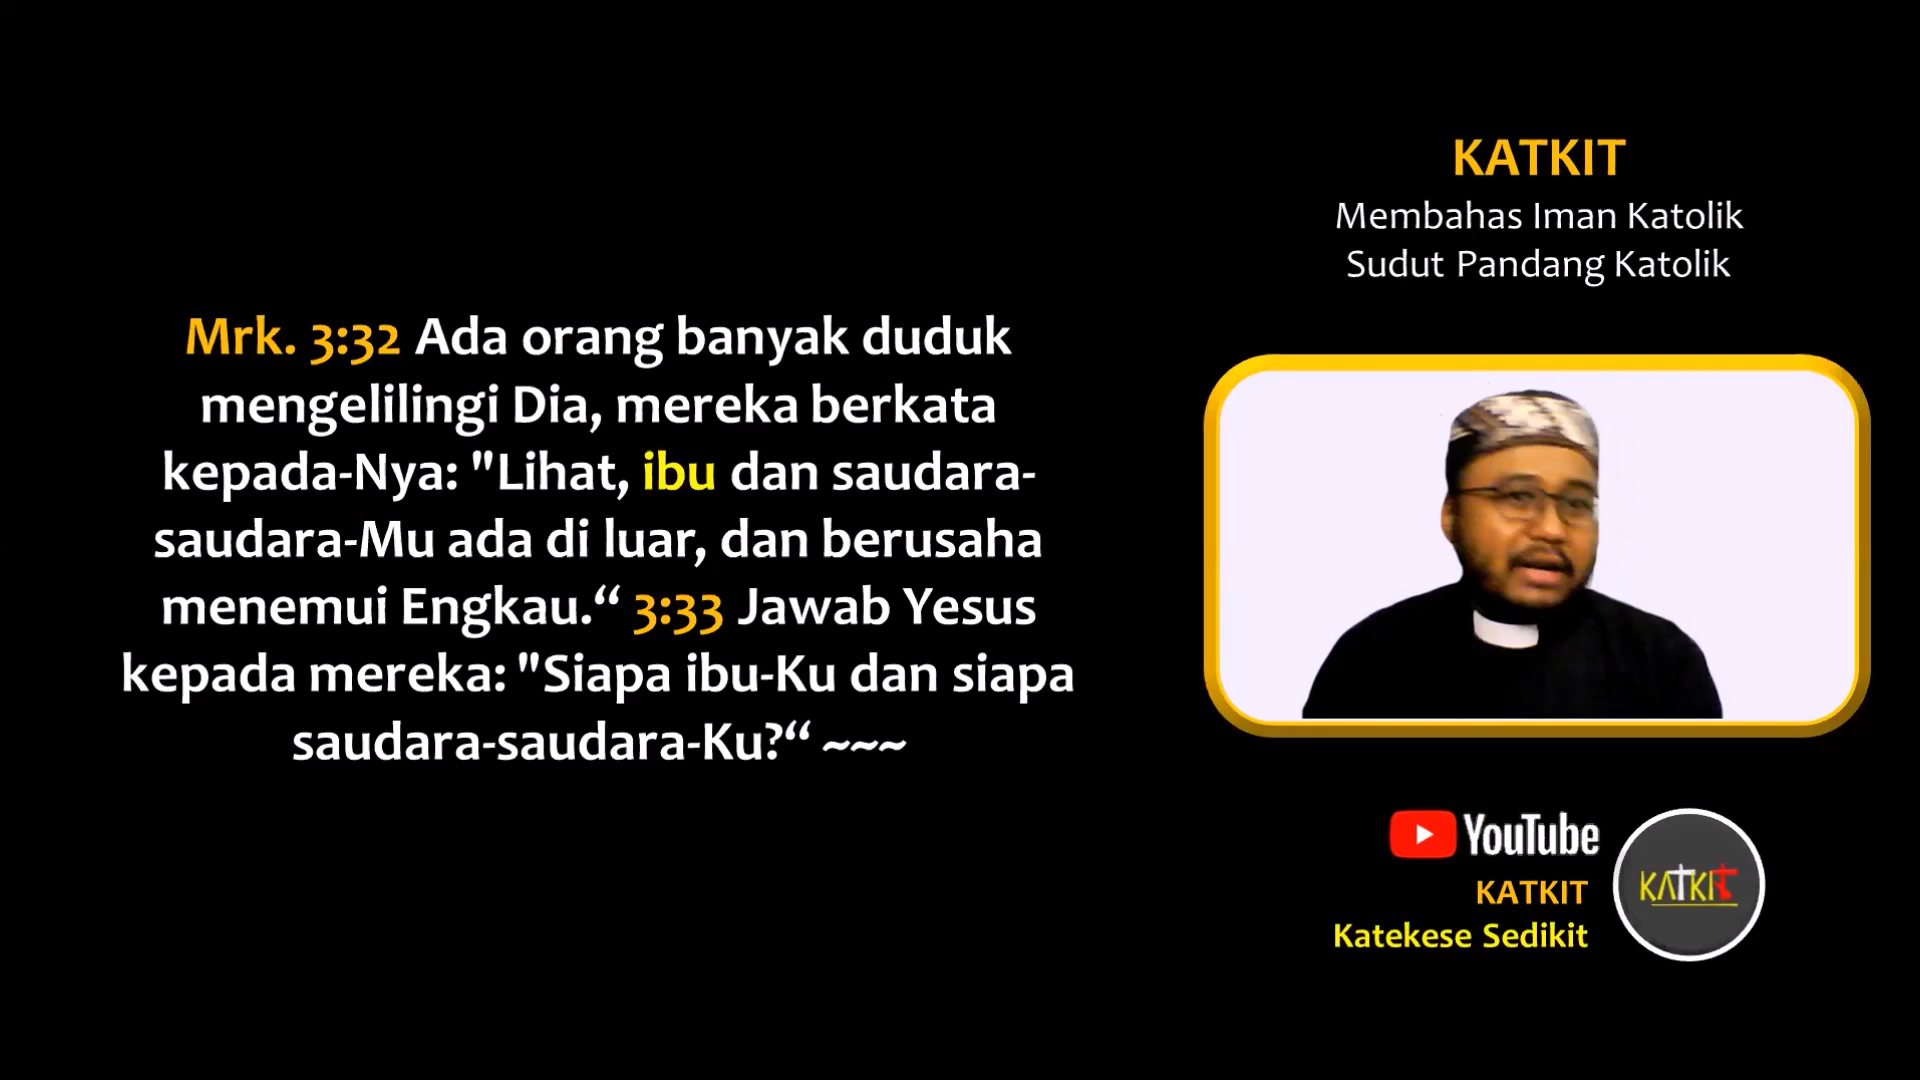 Mrk. 3:32 Ada orang banyak duduk
mengelilingi Dia, mereka berkata
kepada-Nya: "Lihat, ibu dan saudara-
saudara-Mu ada di luar, dan berusaha
menemui Engkau.“ 3:33 Jawab Yesus
kepada mereka: "Siapa ibu-Ku dan siapa
saudara-saudara-Ku?“ ~~~
KATKIT
Membahas Iman Katolik
Sudut Pandang Katolik
YouTube
KATKIT
Katekese Sedikit
KATKIT